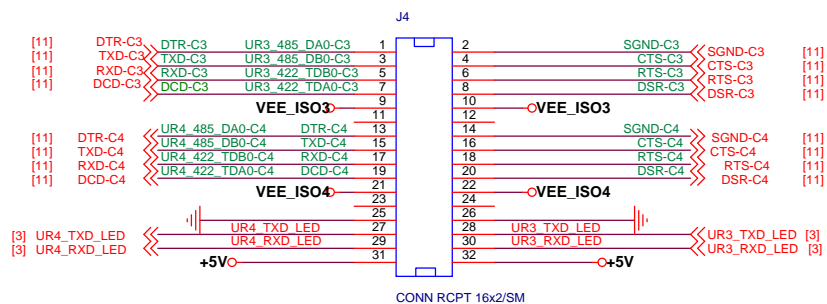 J4
[11] DTR-C3 DTR-C3 UR3_485_DA0-C3 1 2 SGND-C3 SGND-C3 [11]
[11] TXD-C3 TXD-C3 UR3_485_DB0-C3 3 4 CTS-C3 CTS-C3 [11]
[11] RXD-C3 RXD-C3 UR3_422_TDB0-C3 5 6 RTS-C3 RTS-C3 [11]
[11] DCD-C3 DCD-C3 UR3_422_TDA0-C3 7 8 DSR-C3 DSR-C3 [11]
VEE_ISO3 9 10 VEE_ISO3
11 12
[11] DTR-C4 UR4_485_DA0-C4 DTR-C4 13 14 SGND-C4 SGND-C4 [11]
[11] TXD-C4 UR4_485_DB0-C4 TXD-C4 15 16 CTS-C4 CTS-C4 [11]
[11] RXD-C4 UR4_422_TDB0-C4 RXD-C4 17 18 RTS-C4 RTS-C4 [11]
[11] DCD-C4 UR4_422_TDA0-C4 DCD-C4 19 20 DSR-C4 DSR-C4 [11]
VEE_ISO4 21 22 VEE_ISO4
23 24
25 26
[3] UR4_TXD_LED UR4_TXD_LED 27 28 UR3_TXD_LED UR3_TXD_LED [3]
[3] UR4_RXD_LED UR4_RXD_LED 29 30 UR3_RXD_LED UR3_RXD_LED [3]
+5V 31 32 +5V
CONN RCPT 16x2/SM